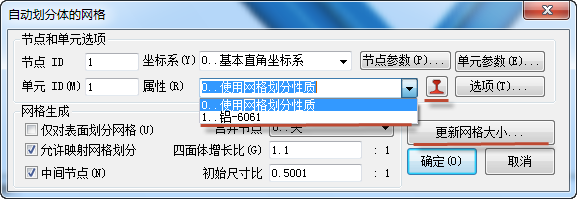 自动划分体的网格
节点和单元选项
节点 ID 1 坐标系(Y) 0..基本直角坐标系 节点参数(P)... 单元参数(E)...
单元 ID(M) 1 属性(R) 0..使用网格划分性质 选项(T)...
0..使用网格划分性质
1..铝-6061
网格生成
仅对表面划分网格(U) 合并节点 0..关 更新网格大小...
允许映射网格划分 四面体增长比(G) 1.1 : 1
确定(O) 取消
中间节点(N) 初始尺寸比 0.5001 : 1